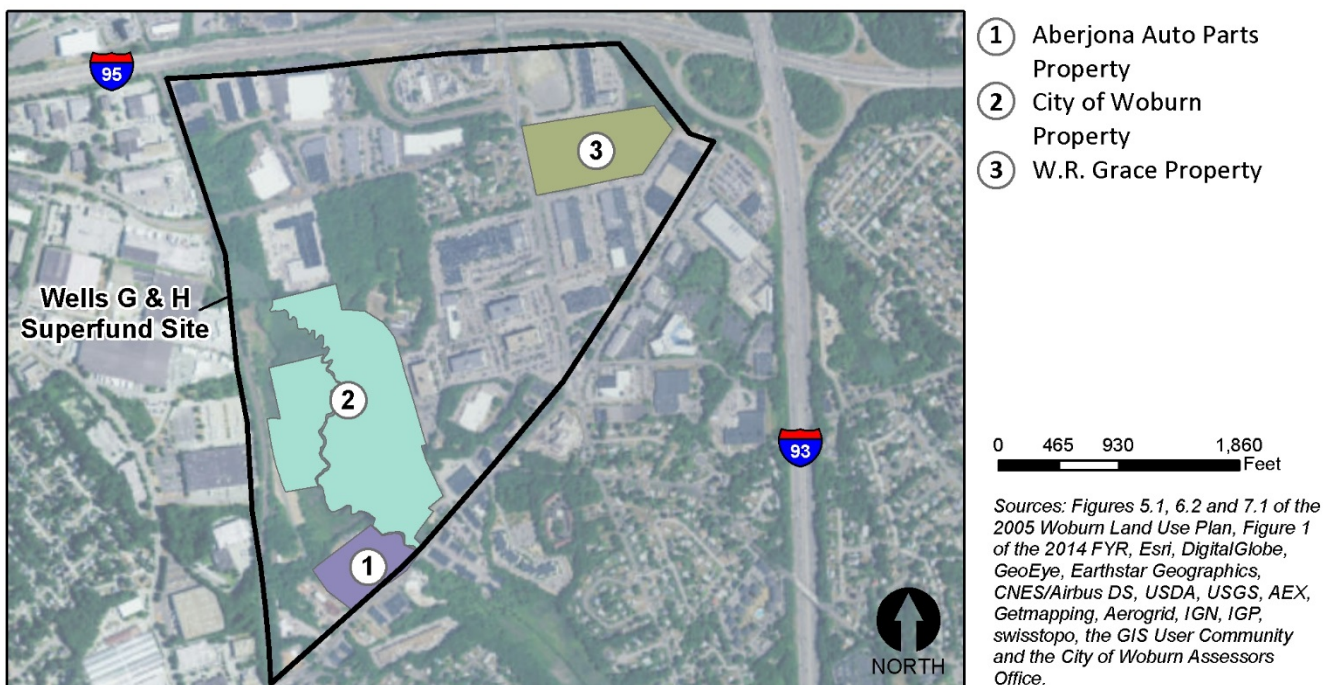 95
3
Wells G & H
Superfund Site
2
93
1
NORTH
1 Aberjona Auto Parts
Property
2 City of Woburn
Property
3 W.R. Grace Property
0 465 930 1,860
Feet
Sources: Figures 5.1, 6.2 and 7.1 of the
2005 Woburn Land Use Plan, Figure 1
of the 2014 FYR, Esri, DigitalGlobe,
GeoEye, Earthstar Geographics,
CNES/Airbus DS, USDA, USGS, AEX,
Getmapping, Aerogrid, IGN, IGP,
swisstopo, the GIS User Community
and the City of Woburn Assessors
Office.